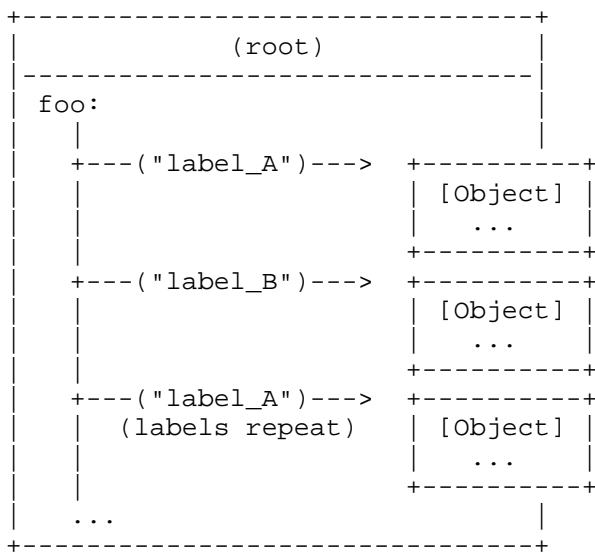 (root)
foo:
("label_A")
[Object]
...
("label_B")
[Object]
...
("label_A")
(labels repeat) [Object]
...
...